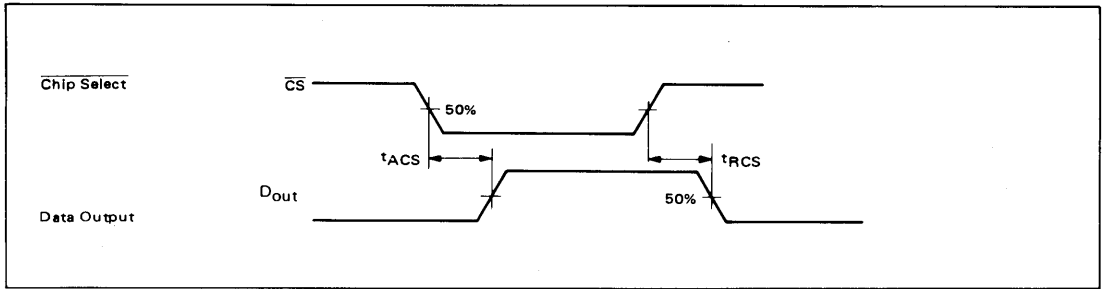 Chip Select
CS
50%
tACS
tRCS
Dout
50%
Data Output